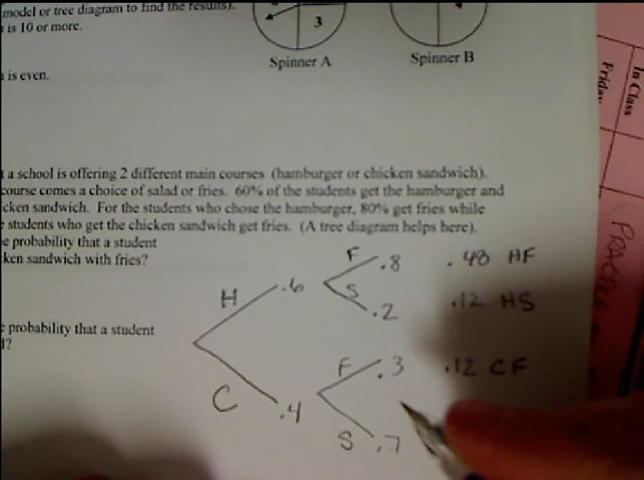 model or tree diagram to find the results).
is 10 or more.
3
Spinner A
Spinner B
is even.
In Class
Friday
a school is offering 2 different main courses (hamburger or chicken sandwich).
course comes a choice of salad or fries. 60% of the students get the hamburger and
cken sandwich. For the students who chose the hamburger, 80% get fries while
students who get the chicken sandwich get fries. (A tree diagram helps here).
e probability that a student
ken sandwich with fries?
probability that a student
?
H .6 F .8 .48 HF
S .2 .12 HS
C .4 F .3 .12 CF
S .7